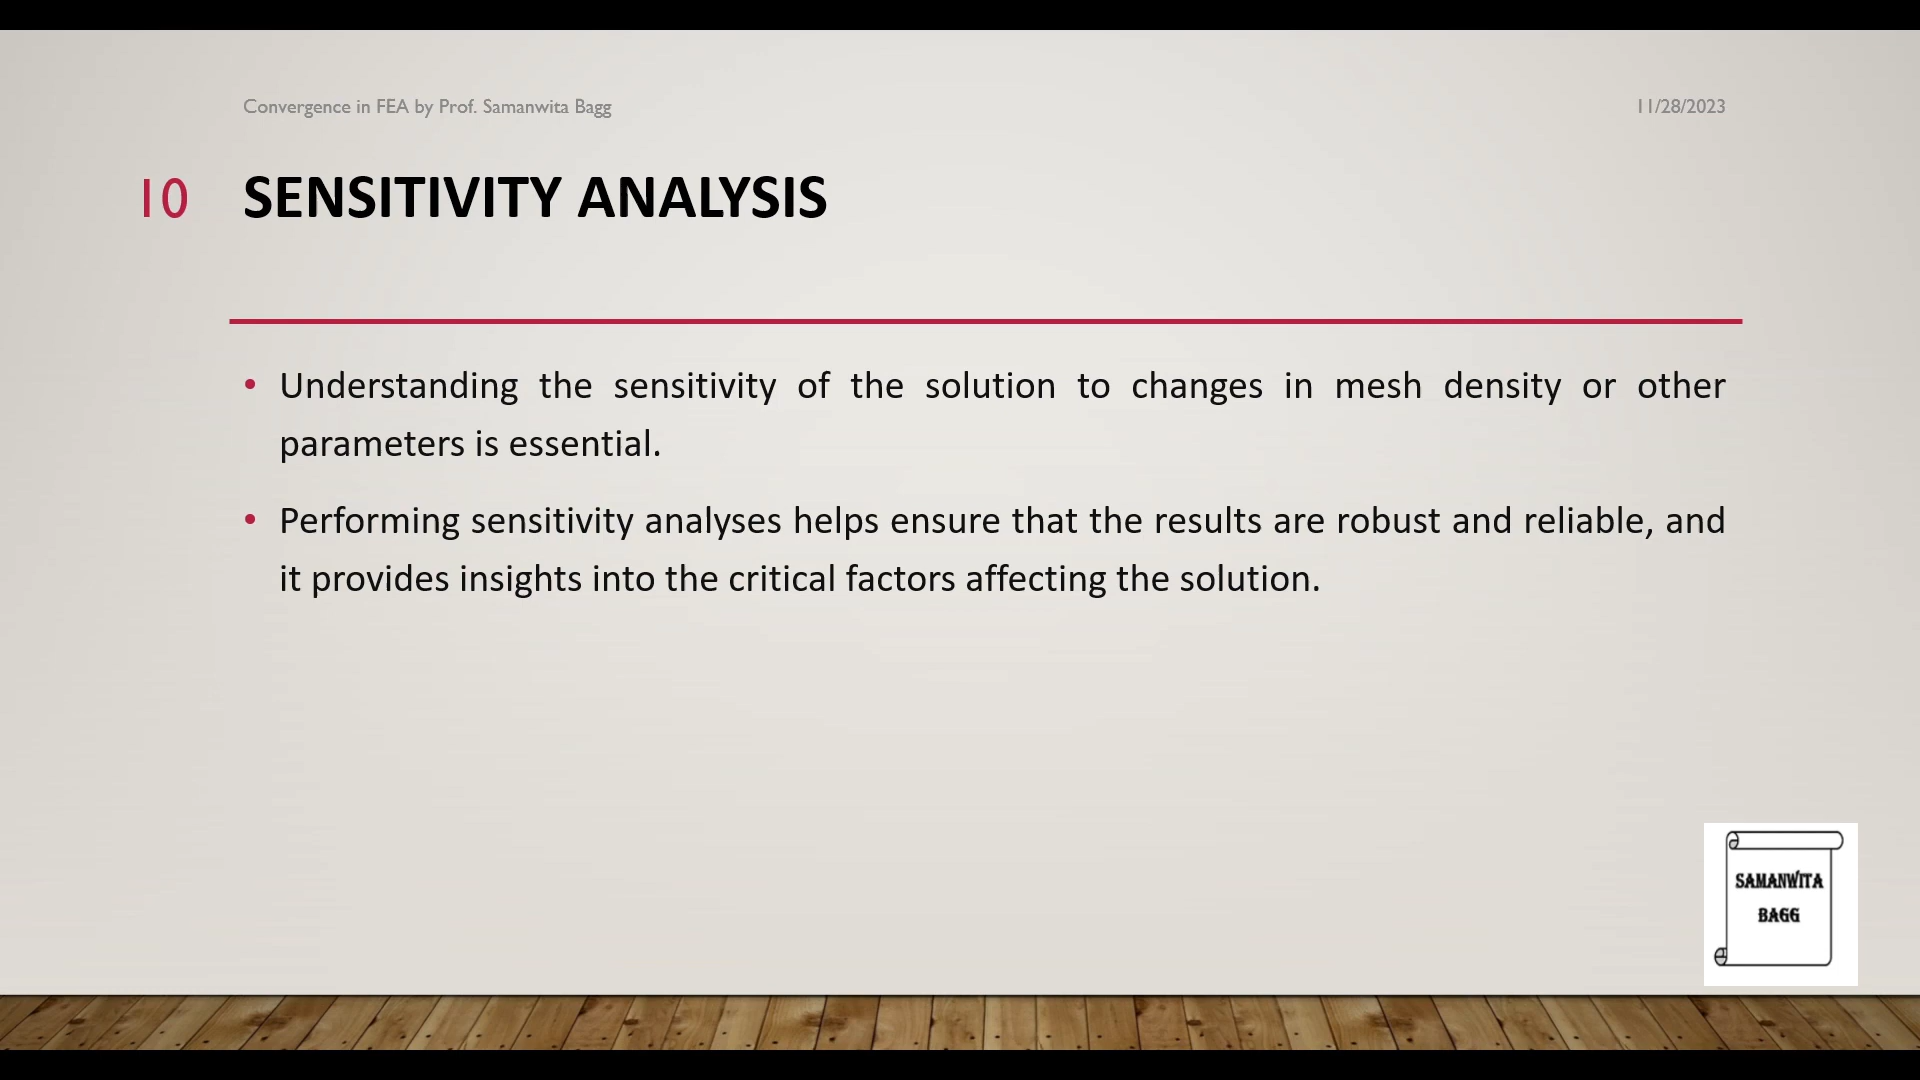 Convergence in FEA by Prof. Samanwita Bagg
11/28/2023
10
SENSITIVITY ANALYSIS
• Understanding the sensitivity of the solution to changes in mesh density or other
parameters is essential.
• Performing sensitivity analyses helps ensure that the results are robust and reliable, and
it provides insights into the critical factors affecting the solution.
SAMANWITA
BAGG